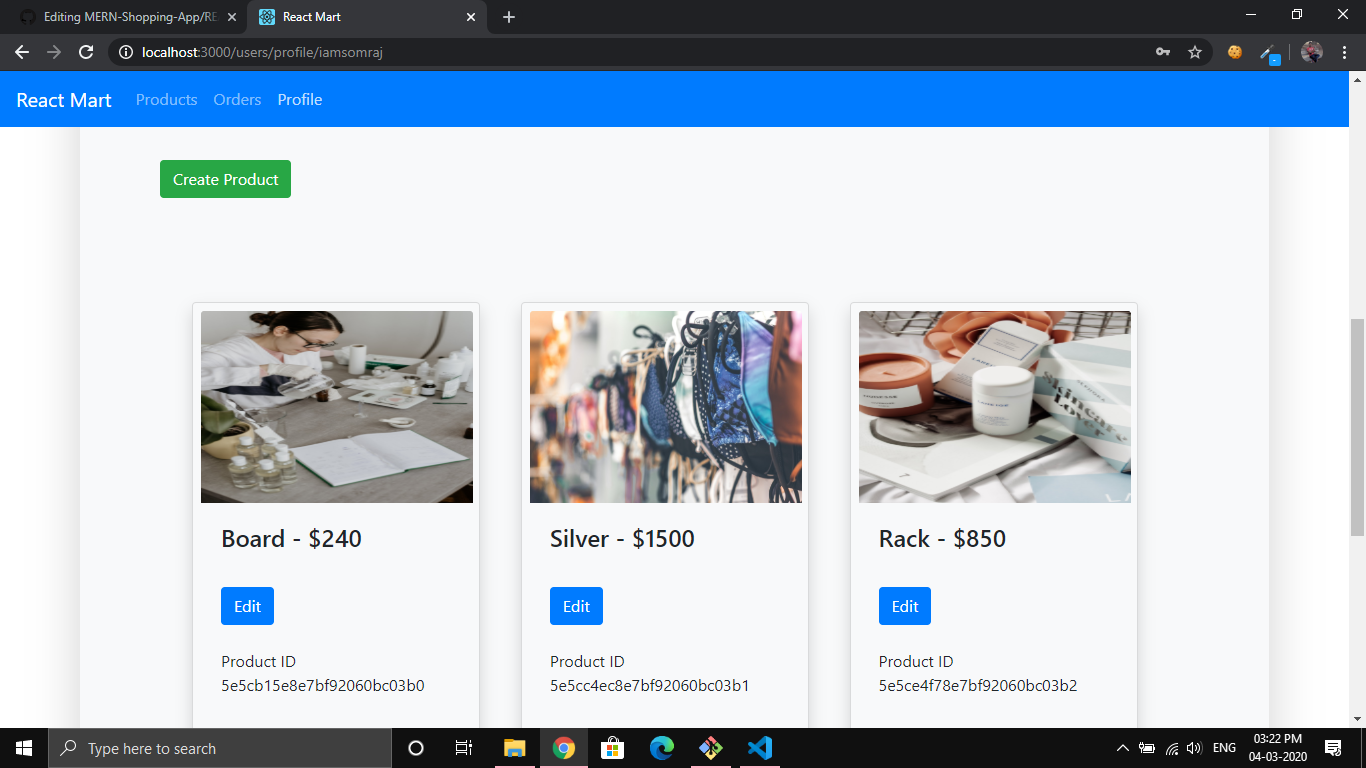 Editing MERN-Shopping-App/RE
React Mart
localhost:3000/users/profile/iamsomraj
React Mart
Products
Orders
Profile
Create Product
Board - $240
Silver - $1500
Rack - $850
Edit
Edit
Edit
Product ID
5e5cb15e8e7bf92060bc03b0
Product ID
5e5cc4ec8e7bf92060bc03b1
Product ID
5e5ce4f78e7bf92060bc03b2
Type here to search
ENG
03:22 PM
04-03-2020